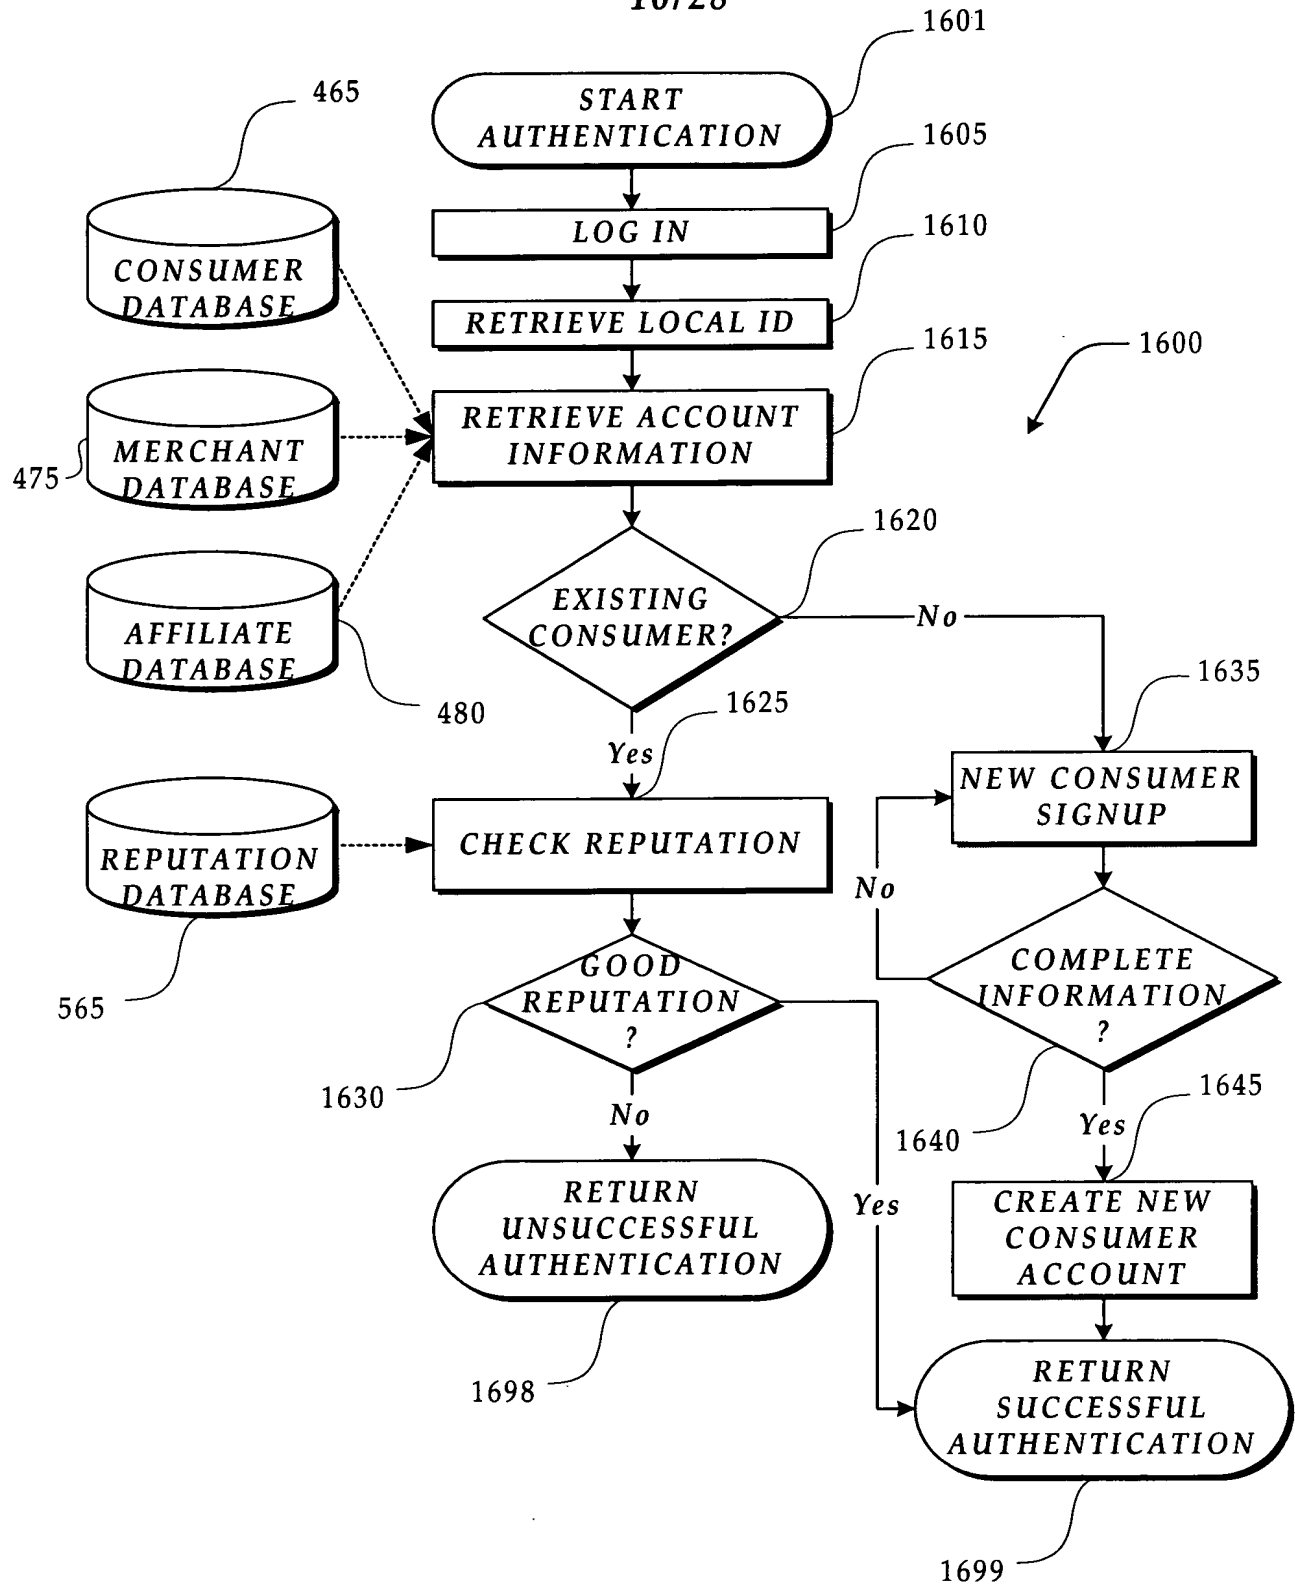 1601
START
AUTHENTICATION
465
1605
LOG IN
1610
CONSUMER
DATABASE
RETRIEVE LOCAL ID
1615
1600
RETRIEVE ACCOUNT
INFORMATION
MERCHANT
DATABASE
475
1620
EXISTING
CONSUMER?
No
AFFILIATE
DATABASE
480
1635
1625
Yes
NEW CONSUMER
SIGNUP
CHECK REPUTATION
REPUTATION
DATABASE
565
No
GOOD
REPUTATION
?
1630
COMPLETE
INFORMATION
?
1640
No
1645
Yes
Yes
RETURN
UNSUCCESSFUL
AUTHENTICATION
1698
CREATE NEW
CONSUMER
ACCOUNT
RETURN
SUCCESSFUL
AUTHENTICATION
1699